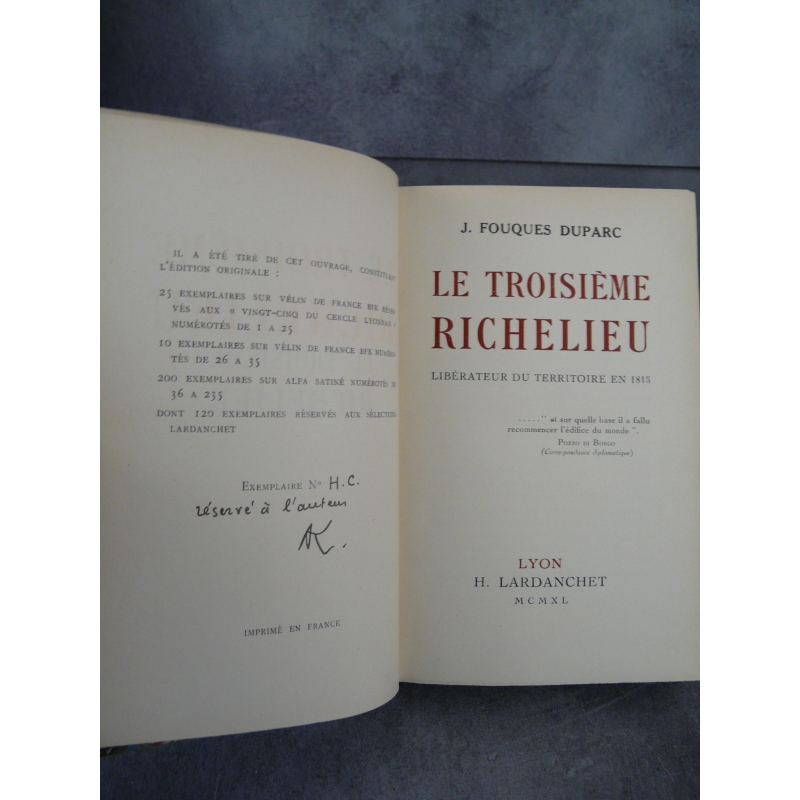 IL A ÉTÉ TIRÉ DE CET OUVRAGE, CONSTITUANT
L'ÉDITION ORIGINALE :
25 EXEMPLAIRES SUR VÉLIN DE FRANCE BFK RÉSER-
VÉS AUX « VINGT-CINQ DU CERCLE LYONNAIS »
NUMÉROTÉS DE 1 A 25
10 EXEMPLAIRES SUR VÉLIN DE FRANCE BFK NUMÉRO-
TÉS DE 26 A 35
200 EXEMPLAIRES SUR ALFA SATINÉ NUMÉROTÉS DE
36 A 235
DONT 120 EXEMPLAIRES RÉSERVÉS AUX SÉLECTIONS
LARDANCHET
EXEMPLAIRE N° H.C.
réservé à l'auteur
IMPRIMÉ EN FRANCE
J. FOUQUES DUPARC
LE TROISIÈME
RICHELIEU
LIBÉRATEUR DU TERRITOIRE EN 1815
....." et sur quelle base il a fallu
recommencer l'édifice du monde ".
POZZO DI BORGO
(Correspondance diplomatique)
LYON
H. LARDANCHET
MCMXL